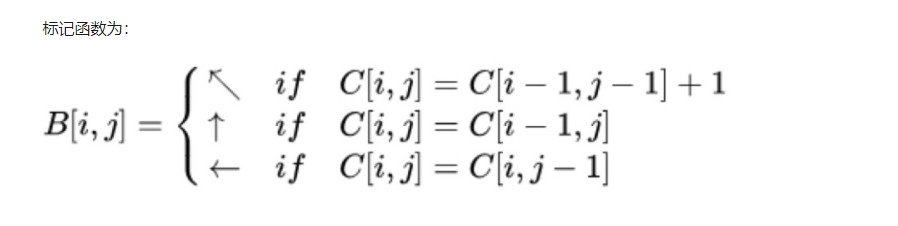 标记函数为：
↖ if C[i, j] = C[i − 1, j − 1] + 1
B[i, j] = { ↑ if C[i, j] = C[i − 1, j]
← if C[i, j] = C[i, j − 1]